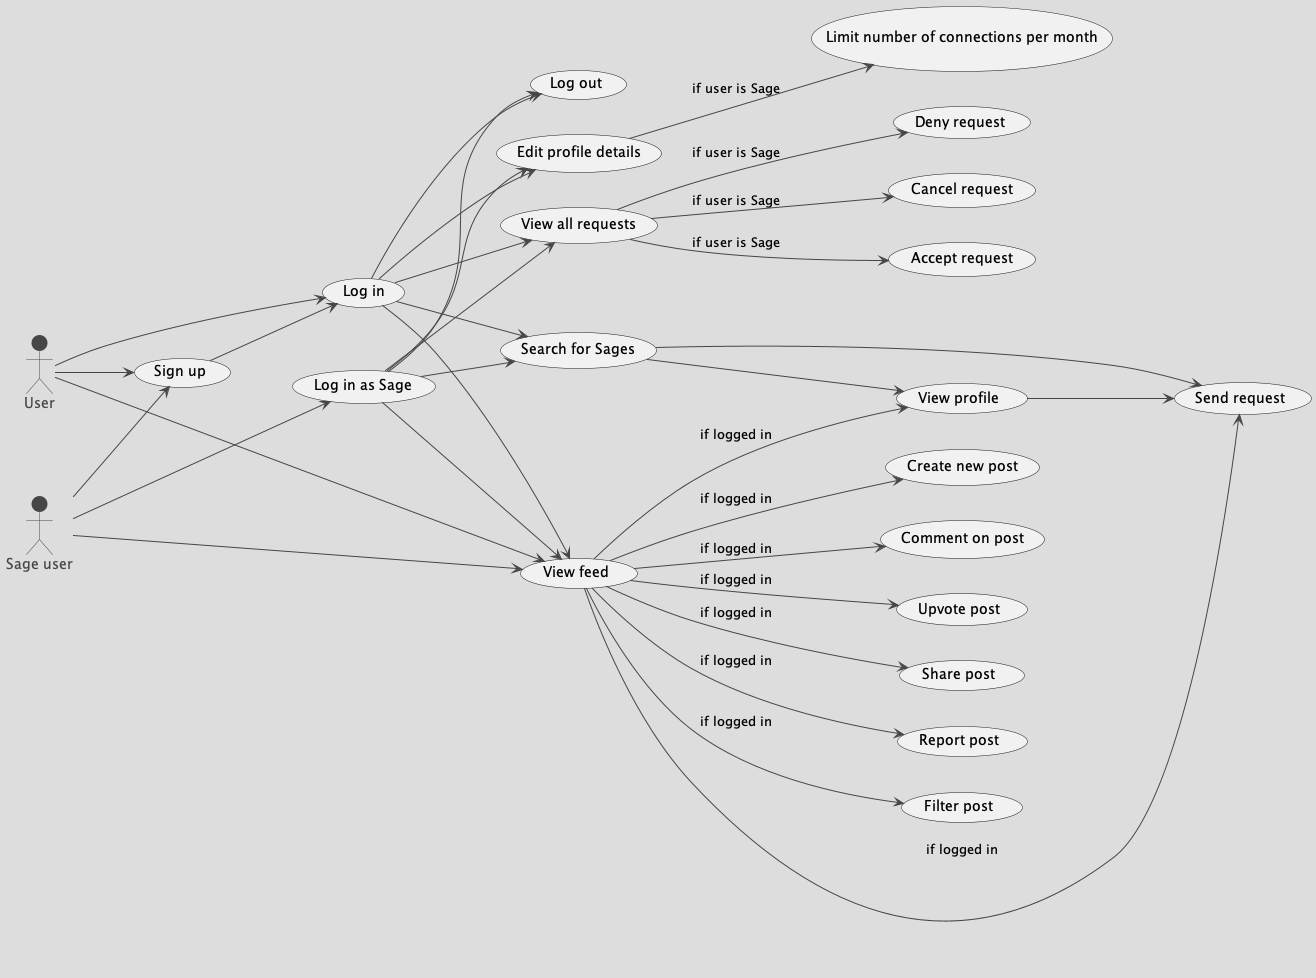 Limit number of connections per month
Log out
if user is Sage
Deny request
Edit profile details
if user is Sage
Cancel request
if user is Sage
View all requests
if user is Sage
Accept request
Log in
Search for Sages
Sign up
Log in as Sage
User
View profile
Send request
if logged in
Create new post
if logged in
Comment on post
if logged in
Sage user
View feed
if logged in
Upvote post
if logged in
if logged in
Share post
if logged in
Report post
Filter post
if logged in